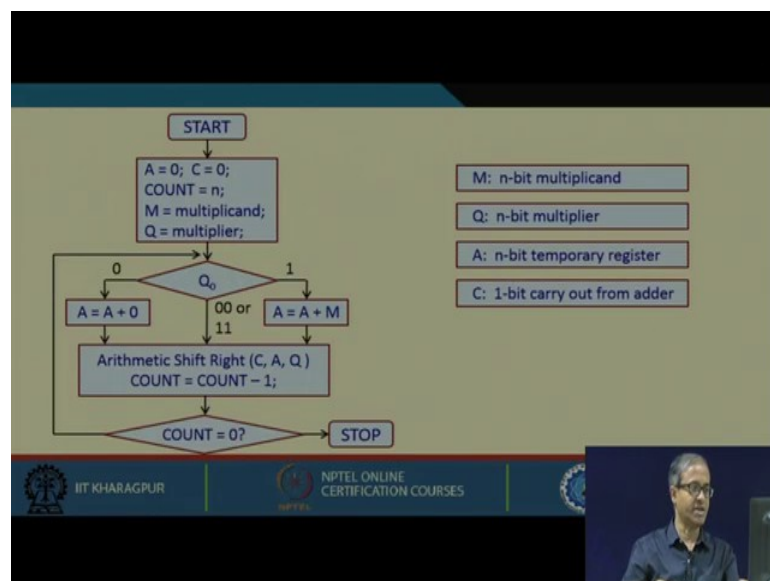 START
A = 0; C = 0;
COUNT = n;
M = multiplicand;
Q = multiplier;
0
Q₀
1
A = A + 0
00 or
11
A = A + M
Arithmetic Shift Right (C, A, Q )
COUNT = COUNT – 1;
COUNT = 0?
STOP
M: n-bit multiplicand
Q: n-bit multiplier
A: n-bit temporary register
C: 1-bit carry out from adder
IIT KHARAGPUR
NPTEL
NPTEL ONLINE
CERTIFICATION COURSES